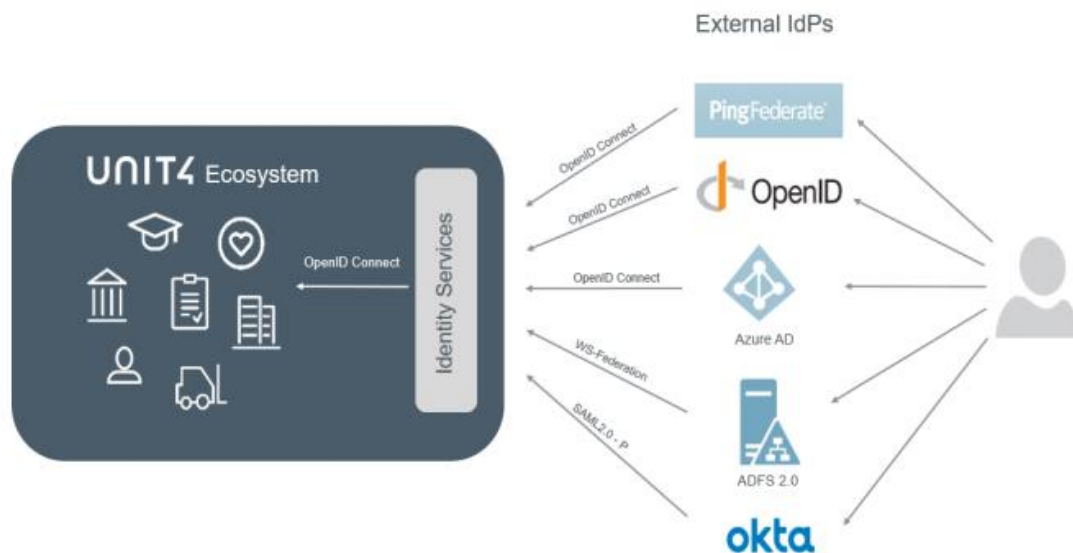 External IdPs
PingFederate
OpenID Connect
UNIT4 Ecosystem
OpenID Connect
OpenID
Identity Services
OpenID Connect
OpenID Connect
Azure AD
WS-Federation
SAML2.0 - P
ADFS 2.0
okta